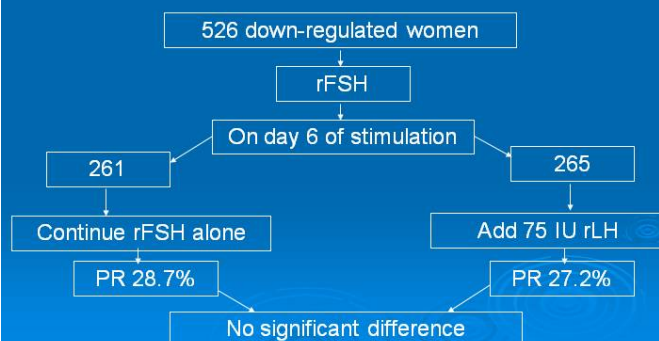 526 down-regulated women
rFSH
On day 6 of stimulation
261
265
Continue rFSH alone
Add 75 IU rLH
PR 28.7%
PR 27.2%
No significant difference